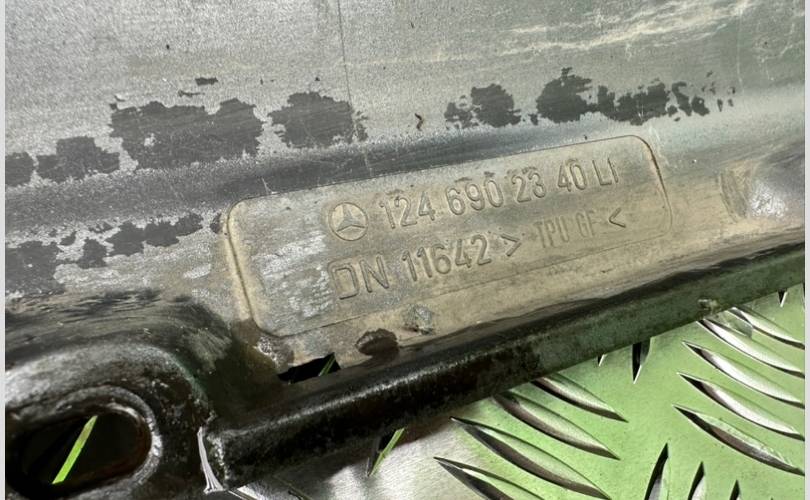 124 690 23 40 LI
DN 11642 > TPU GF <